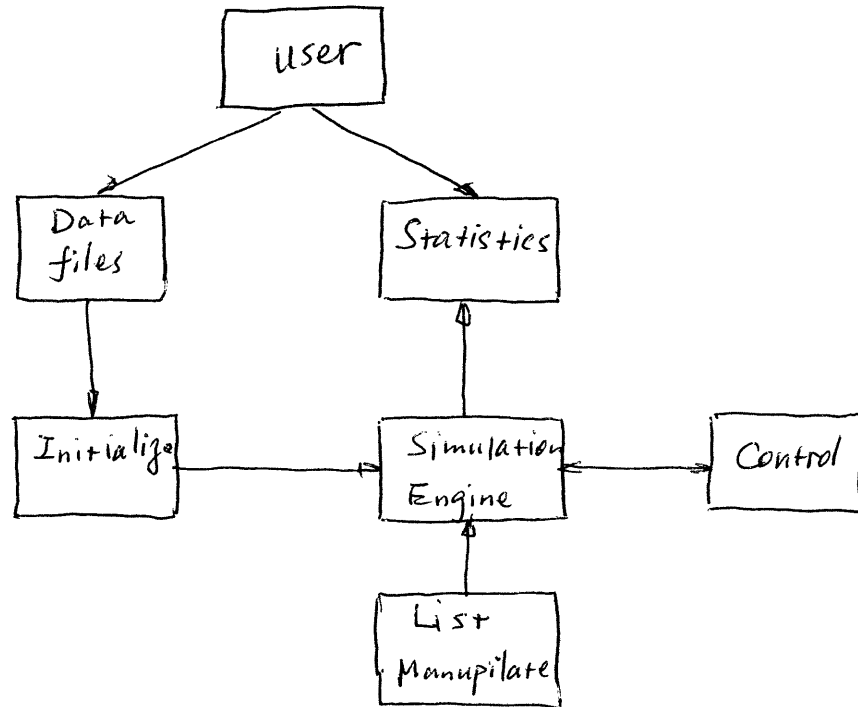 user
Data
files
Statistics
Initialize
Simulation
Engine
Control
List
Manupilate